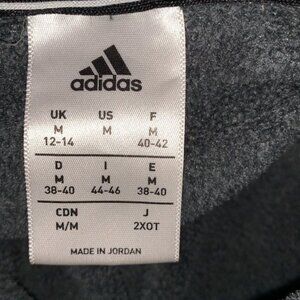 adidas
UK US F
M M M
12-14 40-42
D I E
M M M
38-40 44-46 38-40
CDN J
M/M 2XOT
MADE IN JORDAN